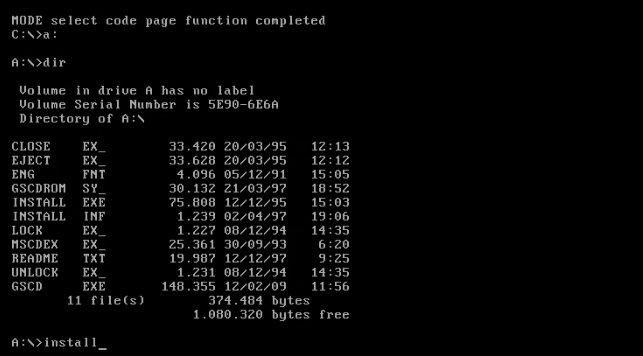 MODE select code page function completed
C:\>a:
A:\>dir
Volume in drive A has no label
Volume Serial Number is 5E90-6E6A
Directory of A:\
CLOSE EX_ 33.420 20/03/95 12:13
EJECT EX_ 33.628 20/03/95 12:12
ENG FNT 4.096 05/12/91 15:05
GSCDROM SY_ 30.132 21/03/97 18:52
INSTALL EXE 75.808 12/12/95 15:03
INSTALL INF 1.239 02/04/97 19:06
LOCK EX_ 1.227 08/12/94 14:35
MSCDEX EX_ 25.361 30/09/93 6:20
README TXT 19.987 12/12/97 9:25
UNLOCK EX_ 1.231 08/12/94 14:35
GSCD EXE 148.355 12/02/09 11:56
11 file(s) 374.484 bytes
1.080.320 bytes free
A:\>install_